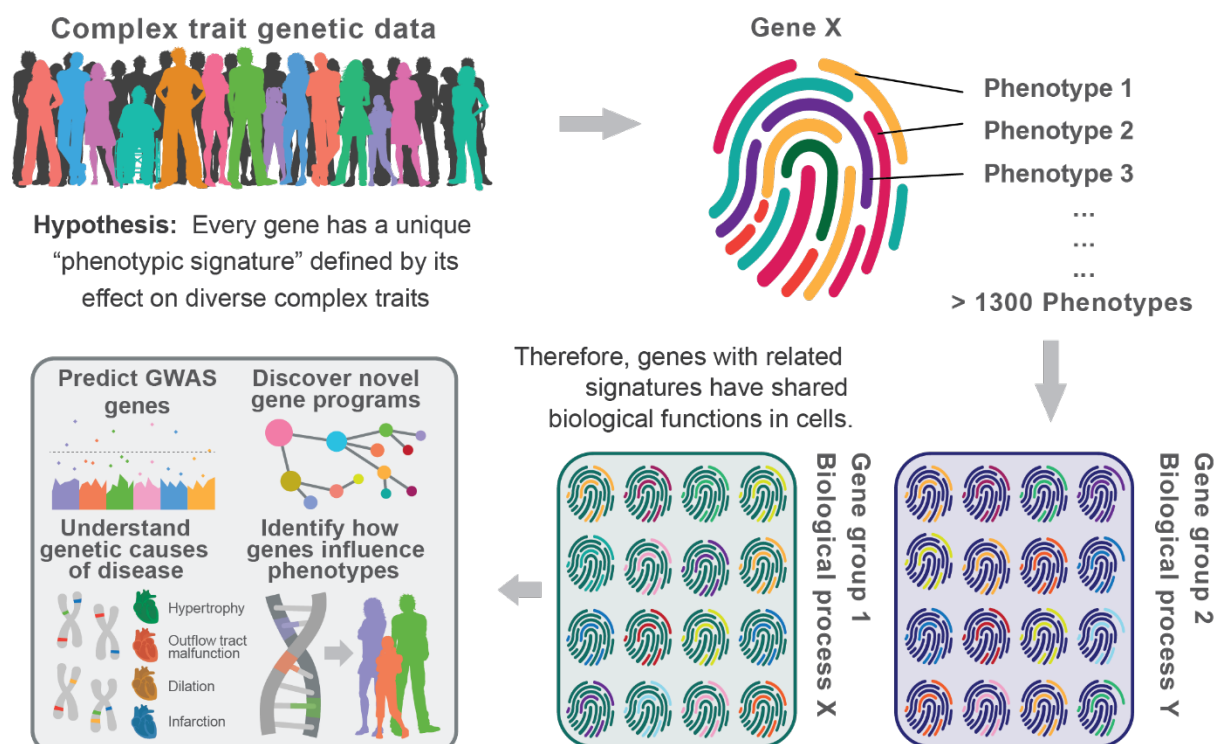 Complex trait genetic data
Hypothesis: Every gene has a unique
“phenotypic signature” defined by its
effect on diverse complex traits
Gene X
Phenotype 1
Phenotype 2
Phenotype 3
...
...
...
> 1300 Phenotypes
Therefore, genes with related
signatures have shared
biological functions in cells.
Gene group 1
Biological process X
Gene group 2
Biological process Y
Predict GWAS
genes
Discover novel
gene programs
Understand
genetic causes
of disease
Hypertrophy
Outflow tract
malfunction
Dilation
Infarction
Identify how
genes influence
phenotypes